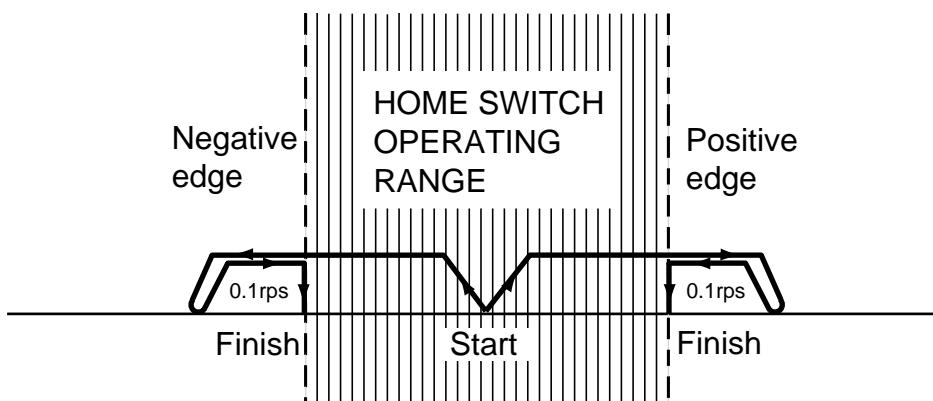 HOME SWITCH
OPERATING
RANGE
Negative
edge
Positive
edge
0.1rps
0.1rps
Finish
Start
Finish